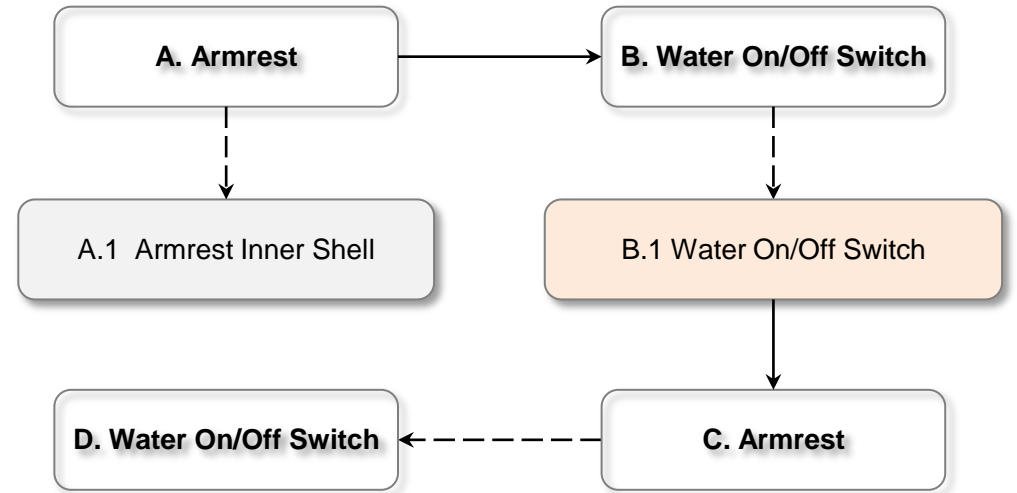 A. Armrest
B. Water On/Off Switch
A.1 Armrest Inner Shell
B.1 Water On/Off Switch
D. Water On/Off Switch
C. Armrest